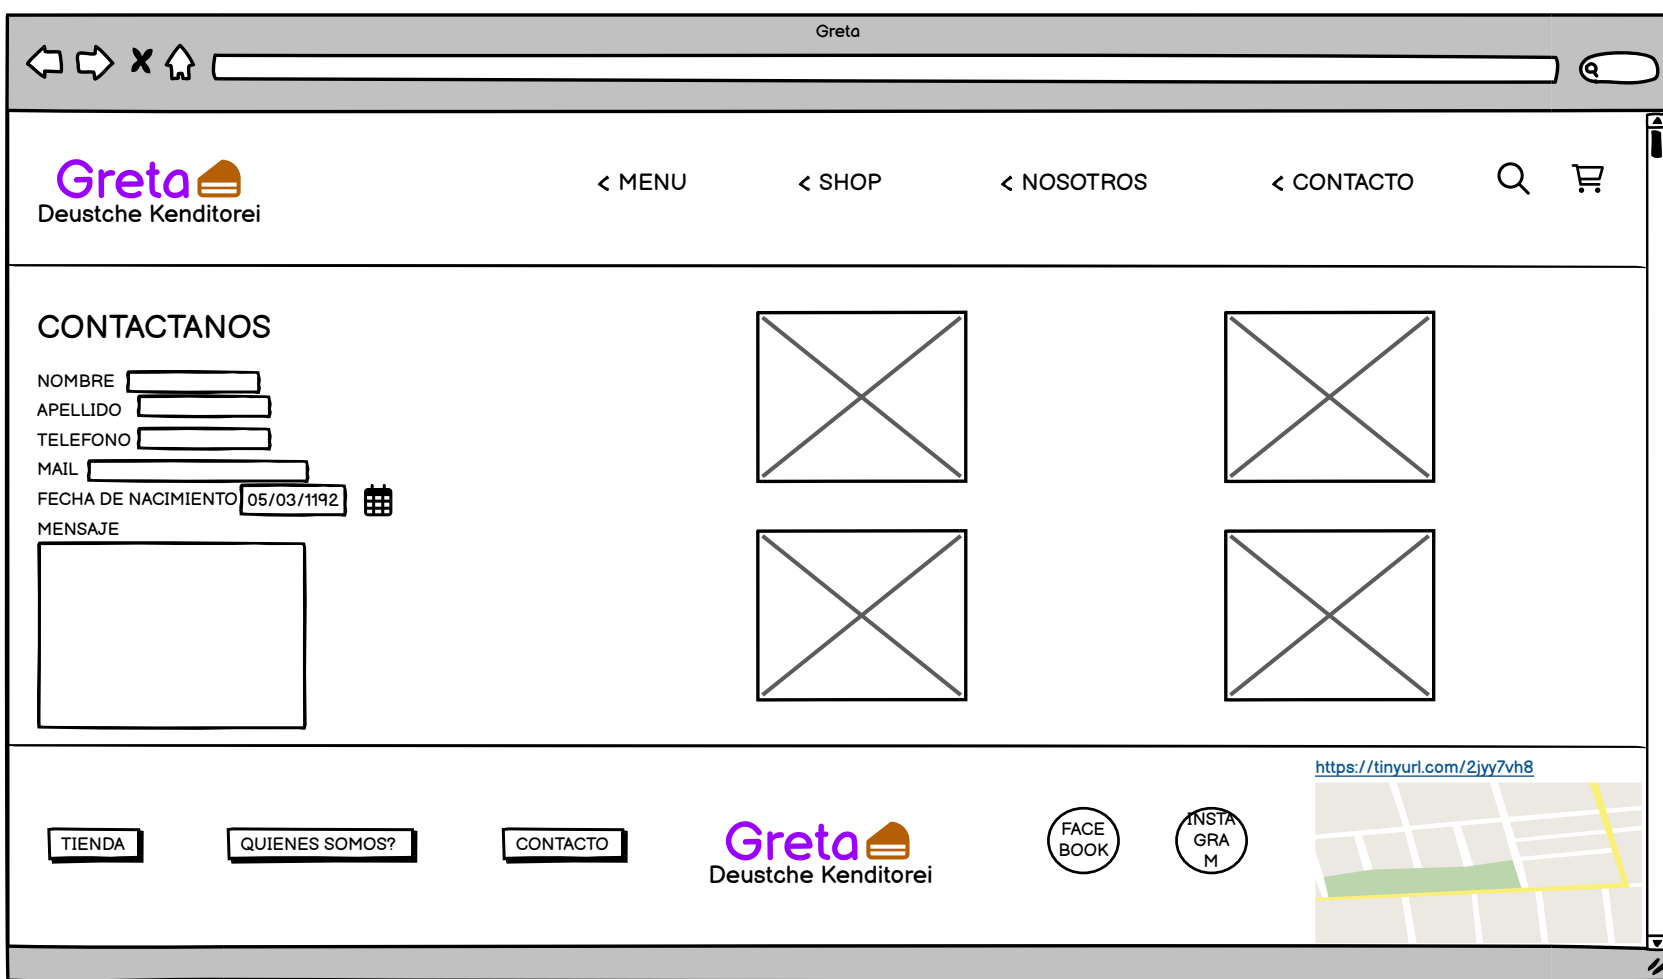 Greta
Greta
Deustche Kenditorei
< MENU
< SHOP
< NOSOTROS
< CONTACTO
CONTACTANOS
NOMBRE
APELLIDO
TELEFONO
MAIL
FECHA DE NACIMIENTO 05/03/1192
MENSAJE
TIENDA
QUIENES SOMOS?
CONTACTO
Greta
Deustche Kenditorei
FACE
BOOK
INSTA
GRA
M
https://tinyurl.com/2jyy7vh8